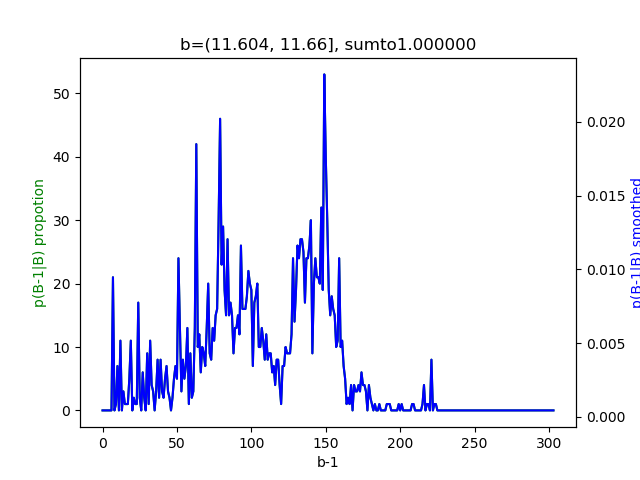 b=(11.604, 11.66], sumto1.000000
50
40
30
20
10
0
p(B-1|B) propotion
0.020
0.015
0.010
0.005
0.000
p(B-1|B) smoothed
0 50 100 150 200 250 300
b-1